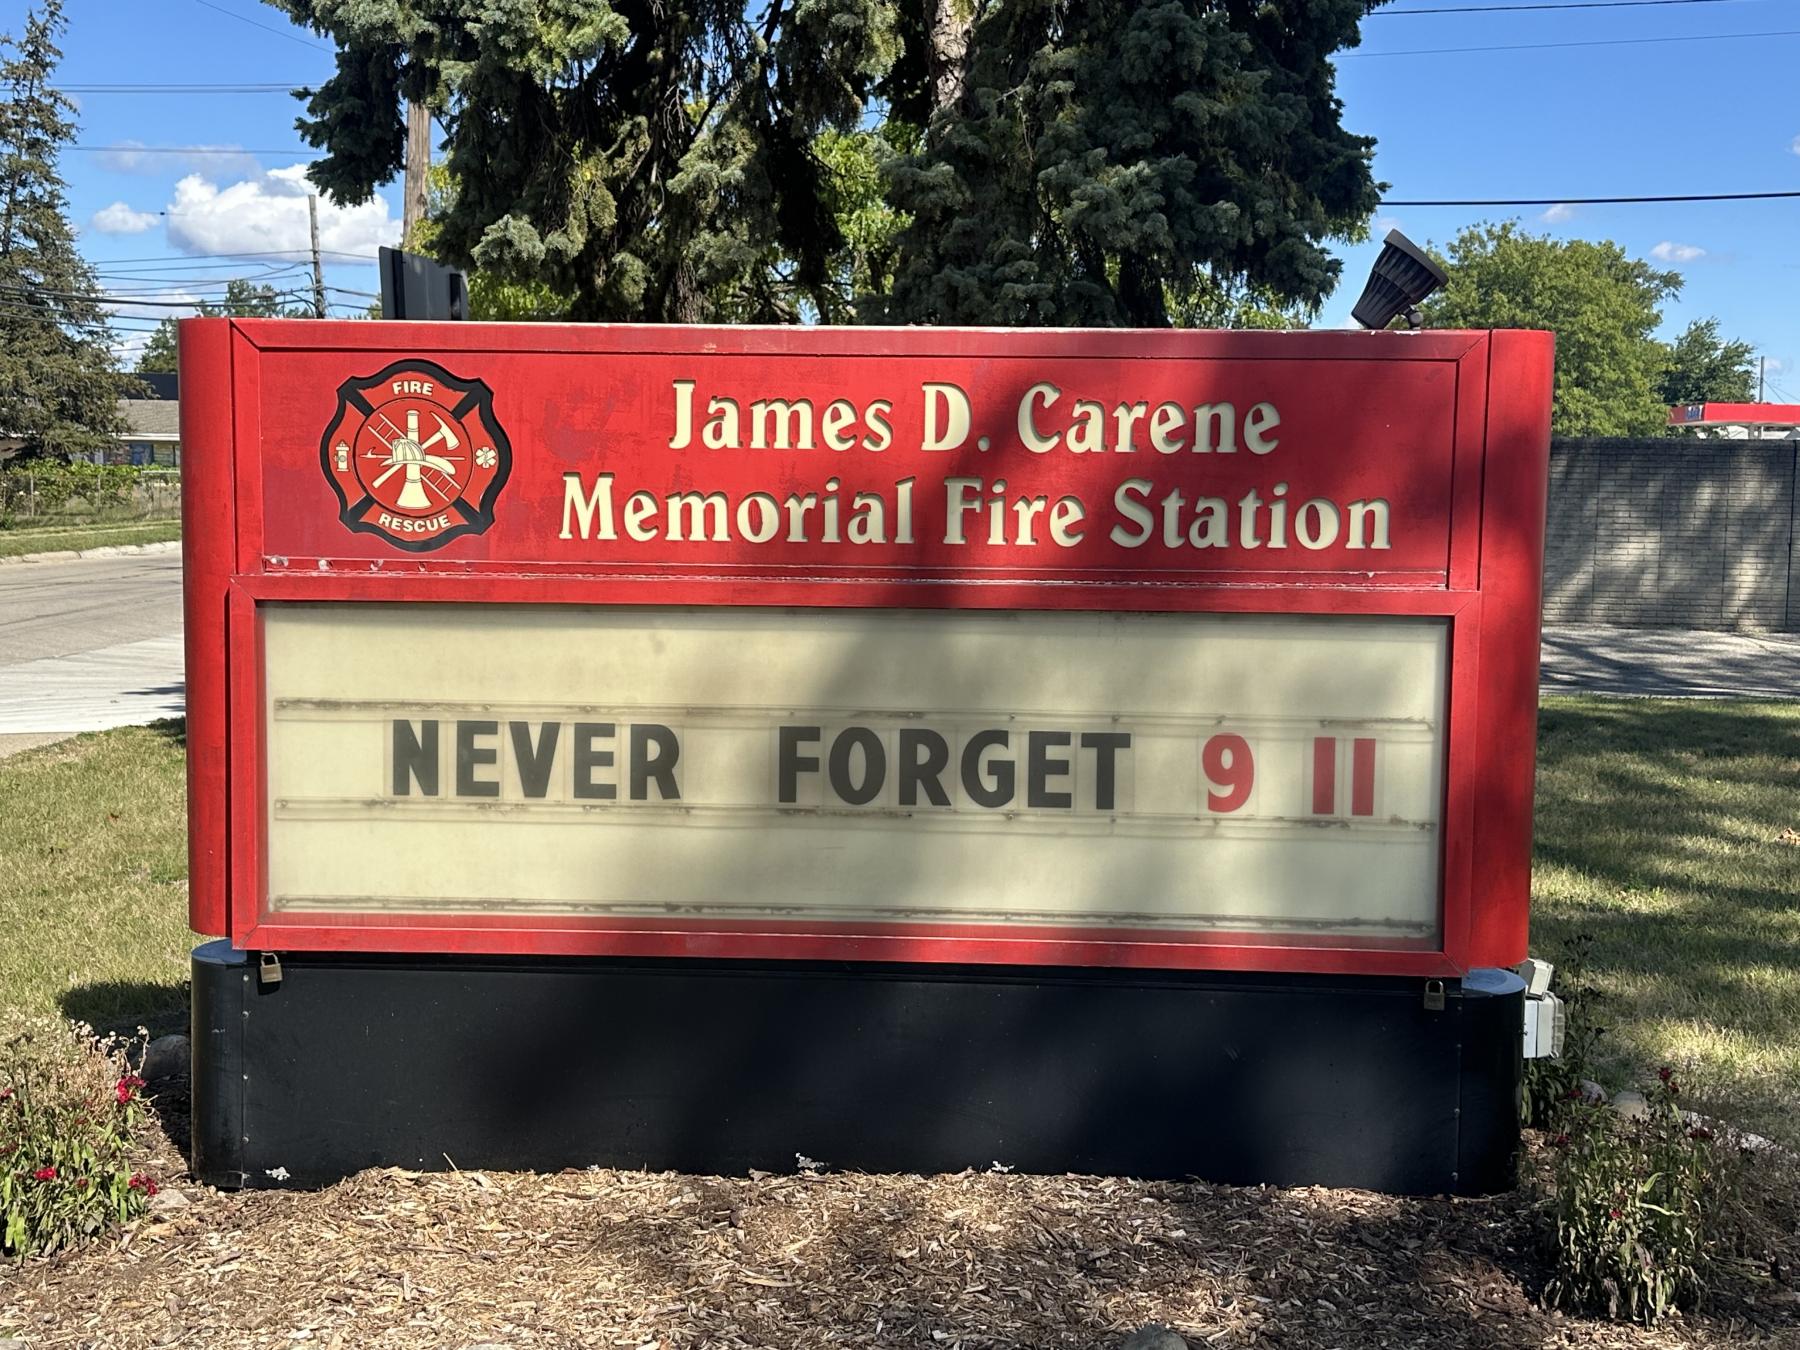 FIRE
RESCUE
James D. Carene
Memorial Fire Station
NEVER FORGET 9 11